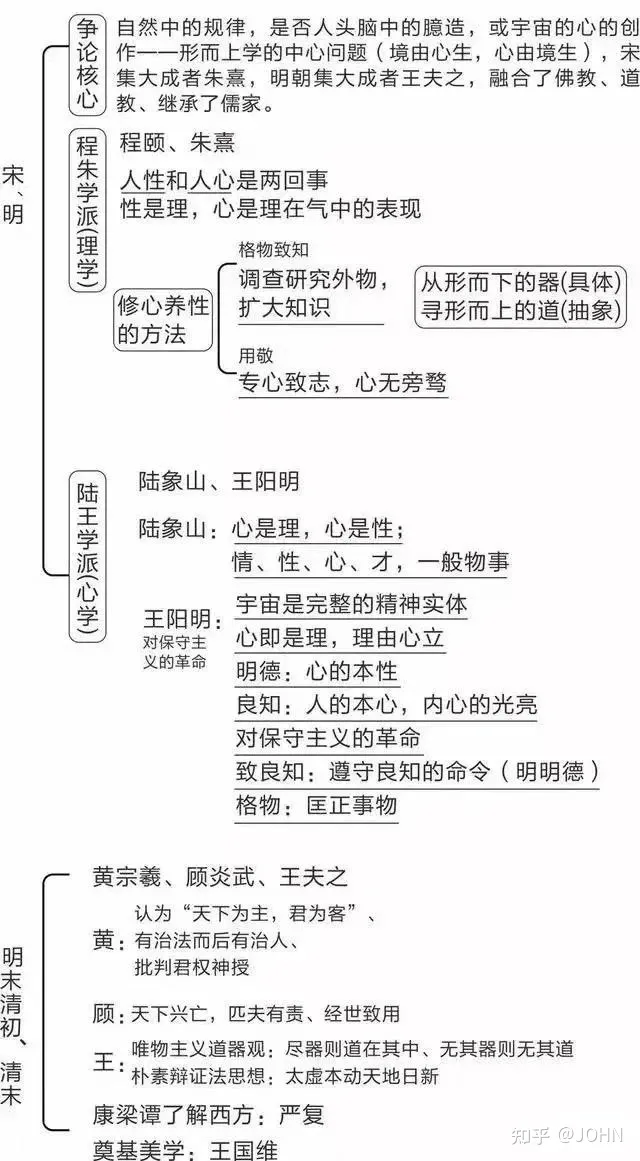 宋、明
争论核心
自然中的规律，是否人头脑中的臆造，或宇宙的心的创
作——形而上学的中心问题（境由心生，心由境生），宋
集大成者朱熹，明朝集大成者王夫之，融合了佛教、道
教、继承了儒家。
程朱学派(理学)
程颐、朱熹
人性和人心是两回事
性是理，心是理在气中的表现
修心养性
的方法
格物致知
调查研究外物，
扩大知识
从形而下的器(具体)
寻形而上的道(抽象)
用敬
专心致志，心无旁骛
陆王学派(心学)
陆象山、王阳明
陆象山：心是理，心是性；
情、性、心、才，一般物事
王阳明：
对保守主
义的革命
宇宙是完整的精神实体
心即是理，理由心立
明德：心的本性
良知：人的本心，内心的光亮
对保守主义的革命
致良知：遵守良知的命令（明明德）
格物：匡正事物
明末清初、清末
黄宗羲、顾炎武、王夫之
黄：
认为“天下为主，君为客”、
有治法而后有治人、
批判君权神授
顾：天下兴亡，匹夫有责、经世致用
王：
唯物主义道器观：尽器则道在其中、无其器则无其道
朴素辩证法思想：太虚本动天地日新
康梁谭了解西方：严复
奠基美学：王国维
知乎 @JOHN